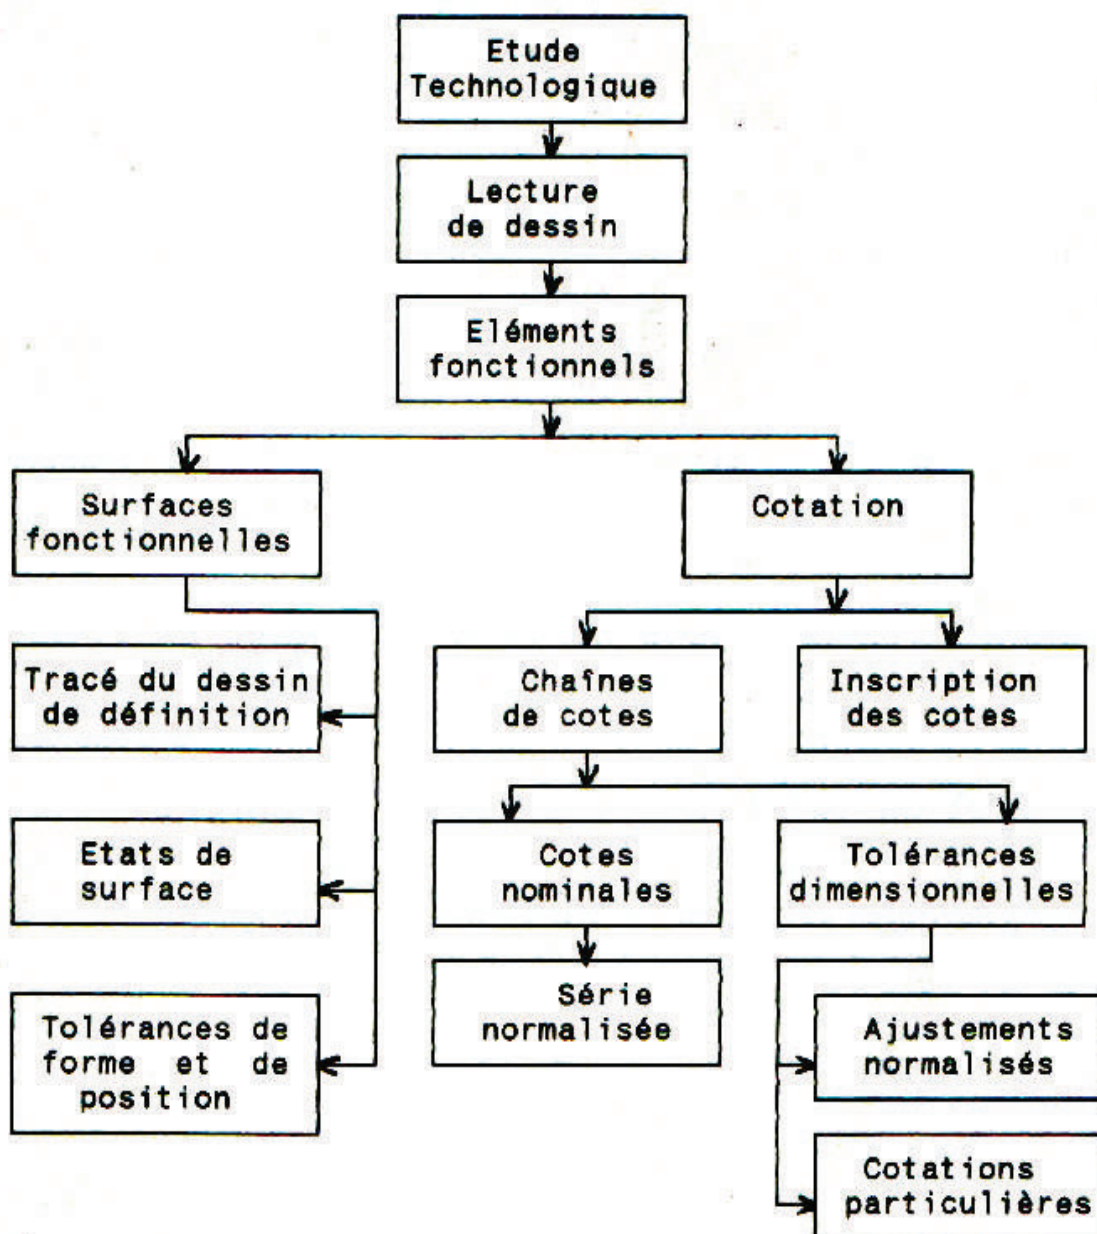 Etude
Technologique
Lecture
de dessin
Eléments
fonctionnels
Surfaces
fonctionnelles
Cotation
Tracé du dessin
de définition
Chaînes
de cotes
Inscription
des cotes
Etats de
surface
Cotes
nominales
Tolérances
dimensionnelles
Série
normalisée
Tolérances de
forme et de
position
Ajustements
normalisés
Cotations
particulières